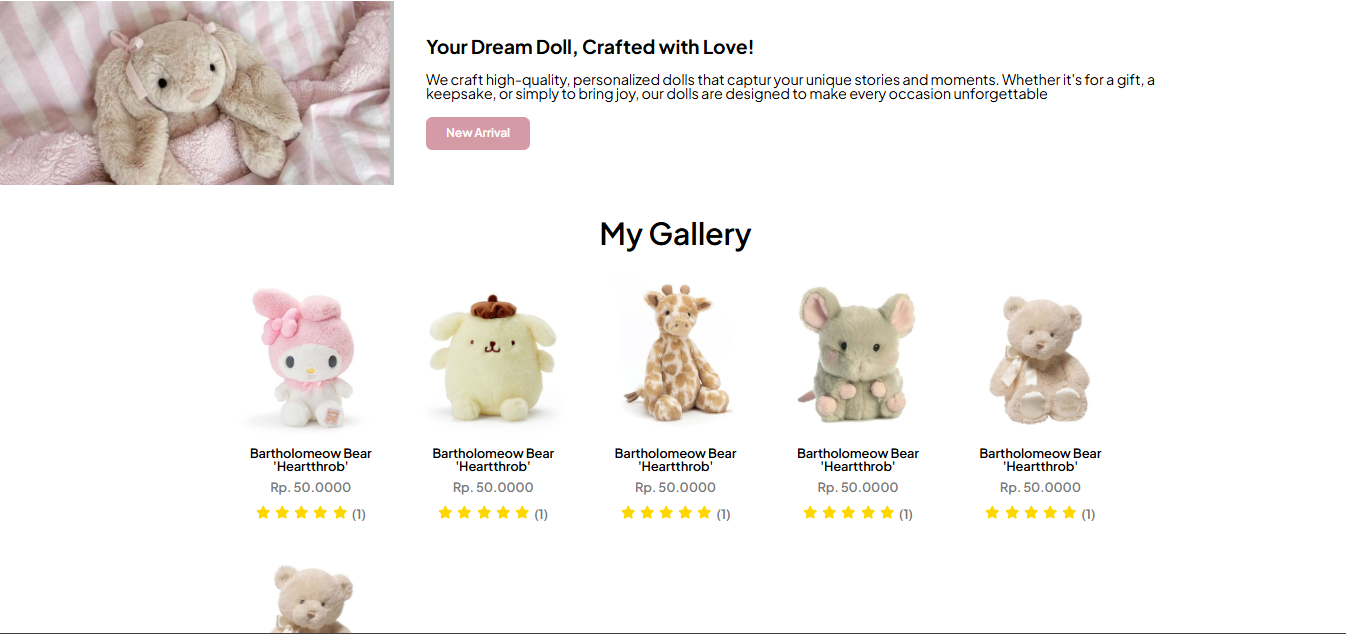 Your Dream Doll, Crafted with Love!
We craft high-quality, personalized dolls that captur your unique stories and moments. Whether it's for a gift, a
keepsake, or simply to bring joy, our dolls are designed to make every occasion unforgettable
New Arrival
My Gallery
Bartholomeow Bear
'Heartthrob'
Rp. 50.0000
(1)
Bartholomeow Bear
'Heartthrob'
Rp. 50.0000
(1)
Bartholomeow Bear
'Heartthrob'
Rp. 50.0000
(1)
Bartholomeow Bear
'Heartthrob'
Rp. 50.0000
(1)
Bartholomeow Bear
'Heartthrob'
Rp. 50.0000
(1)